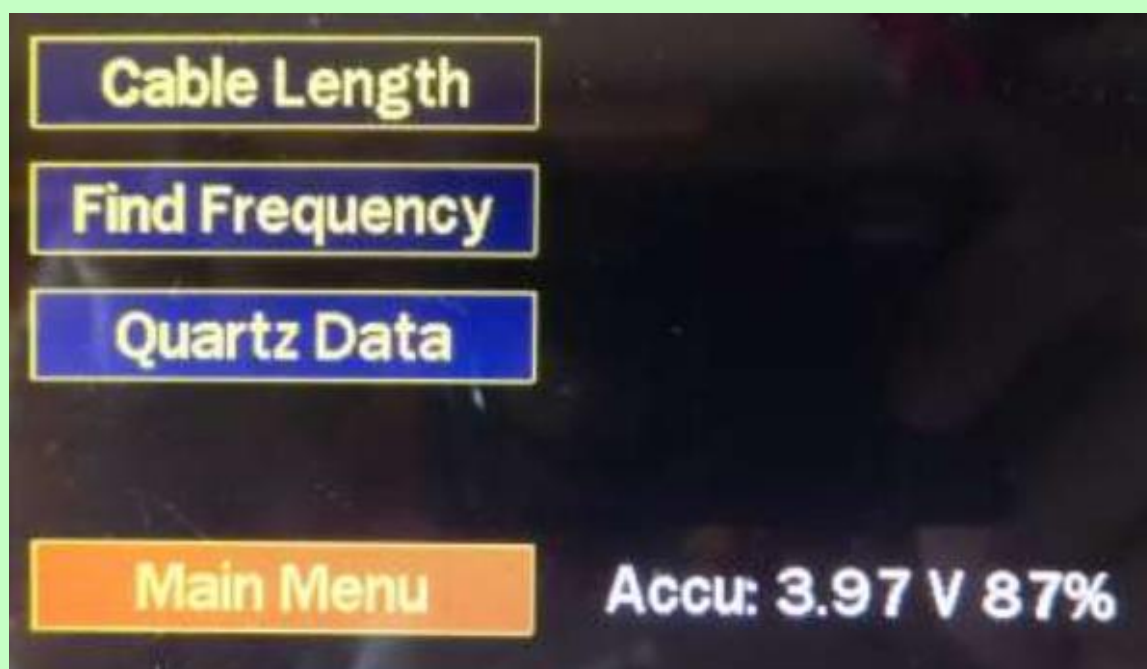 Cable Length
Find Frequency
Quartz Data
Main Menu
Accu: 3.97 V 87%